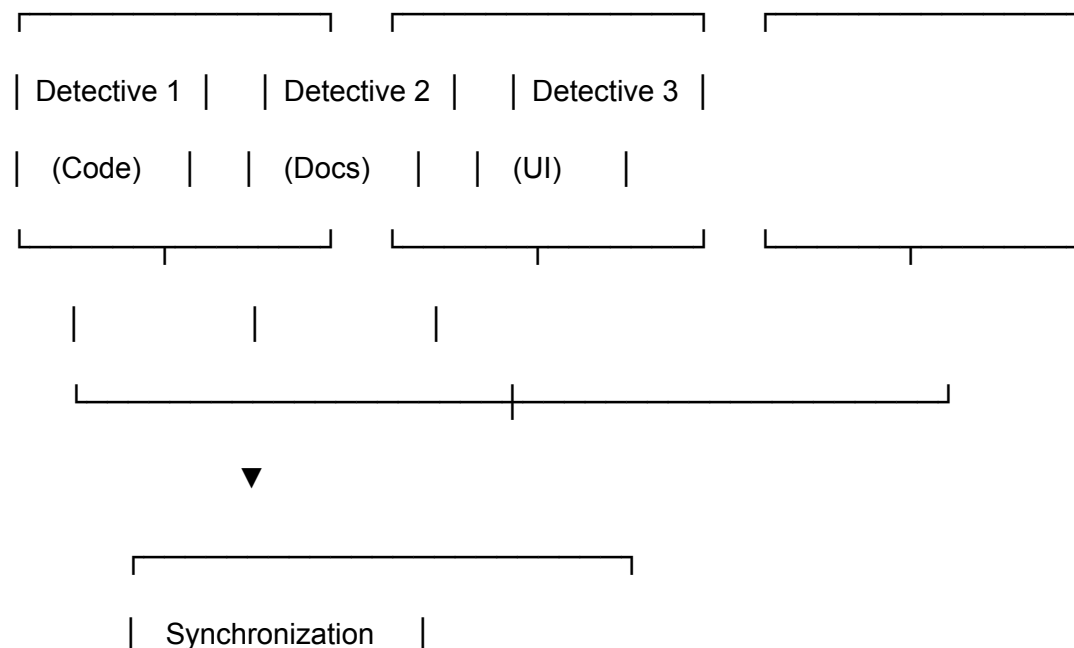 Detective 1 Detective 2 Detective 3
(Code) (Docs) (UI)
Synchronization